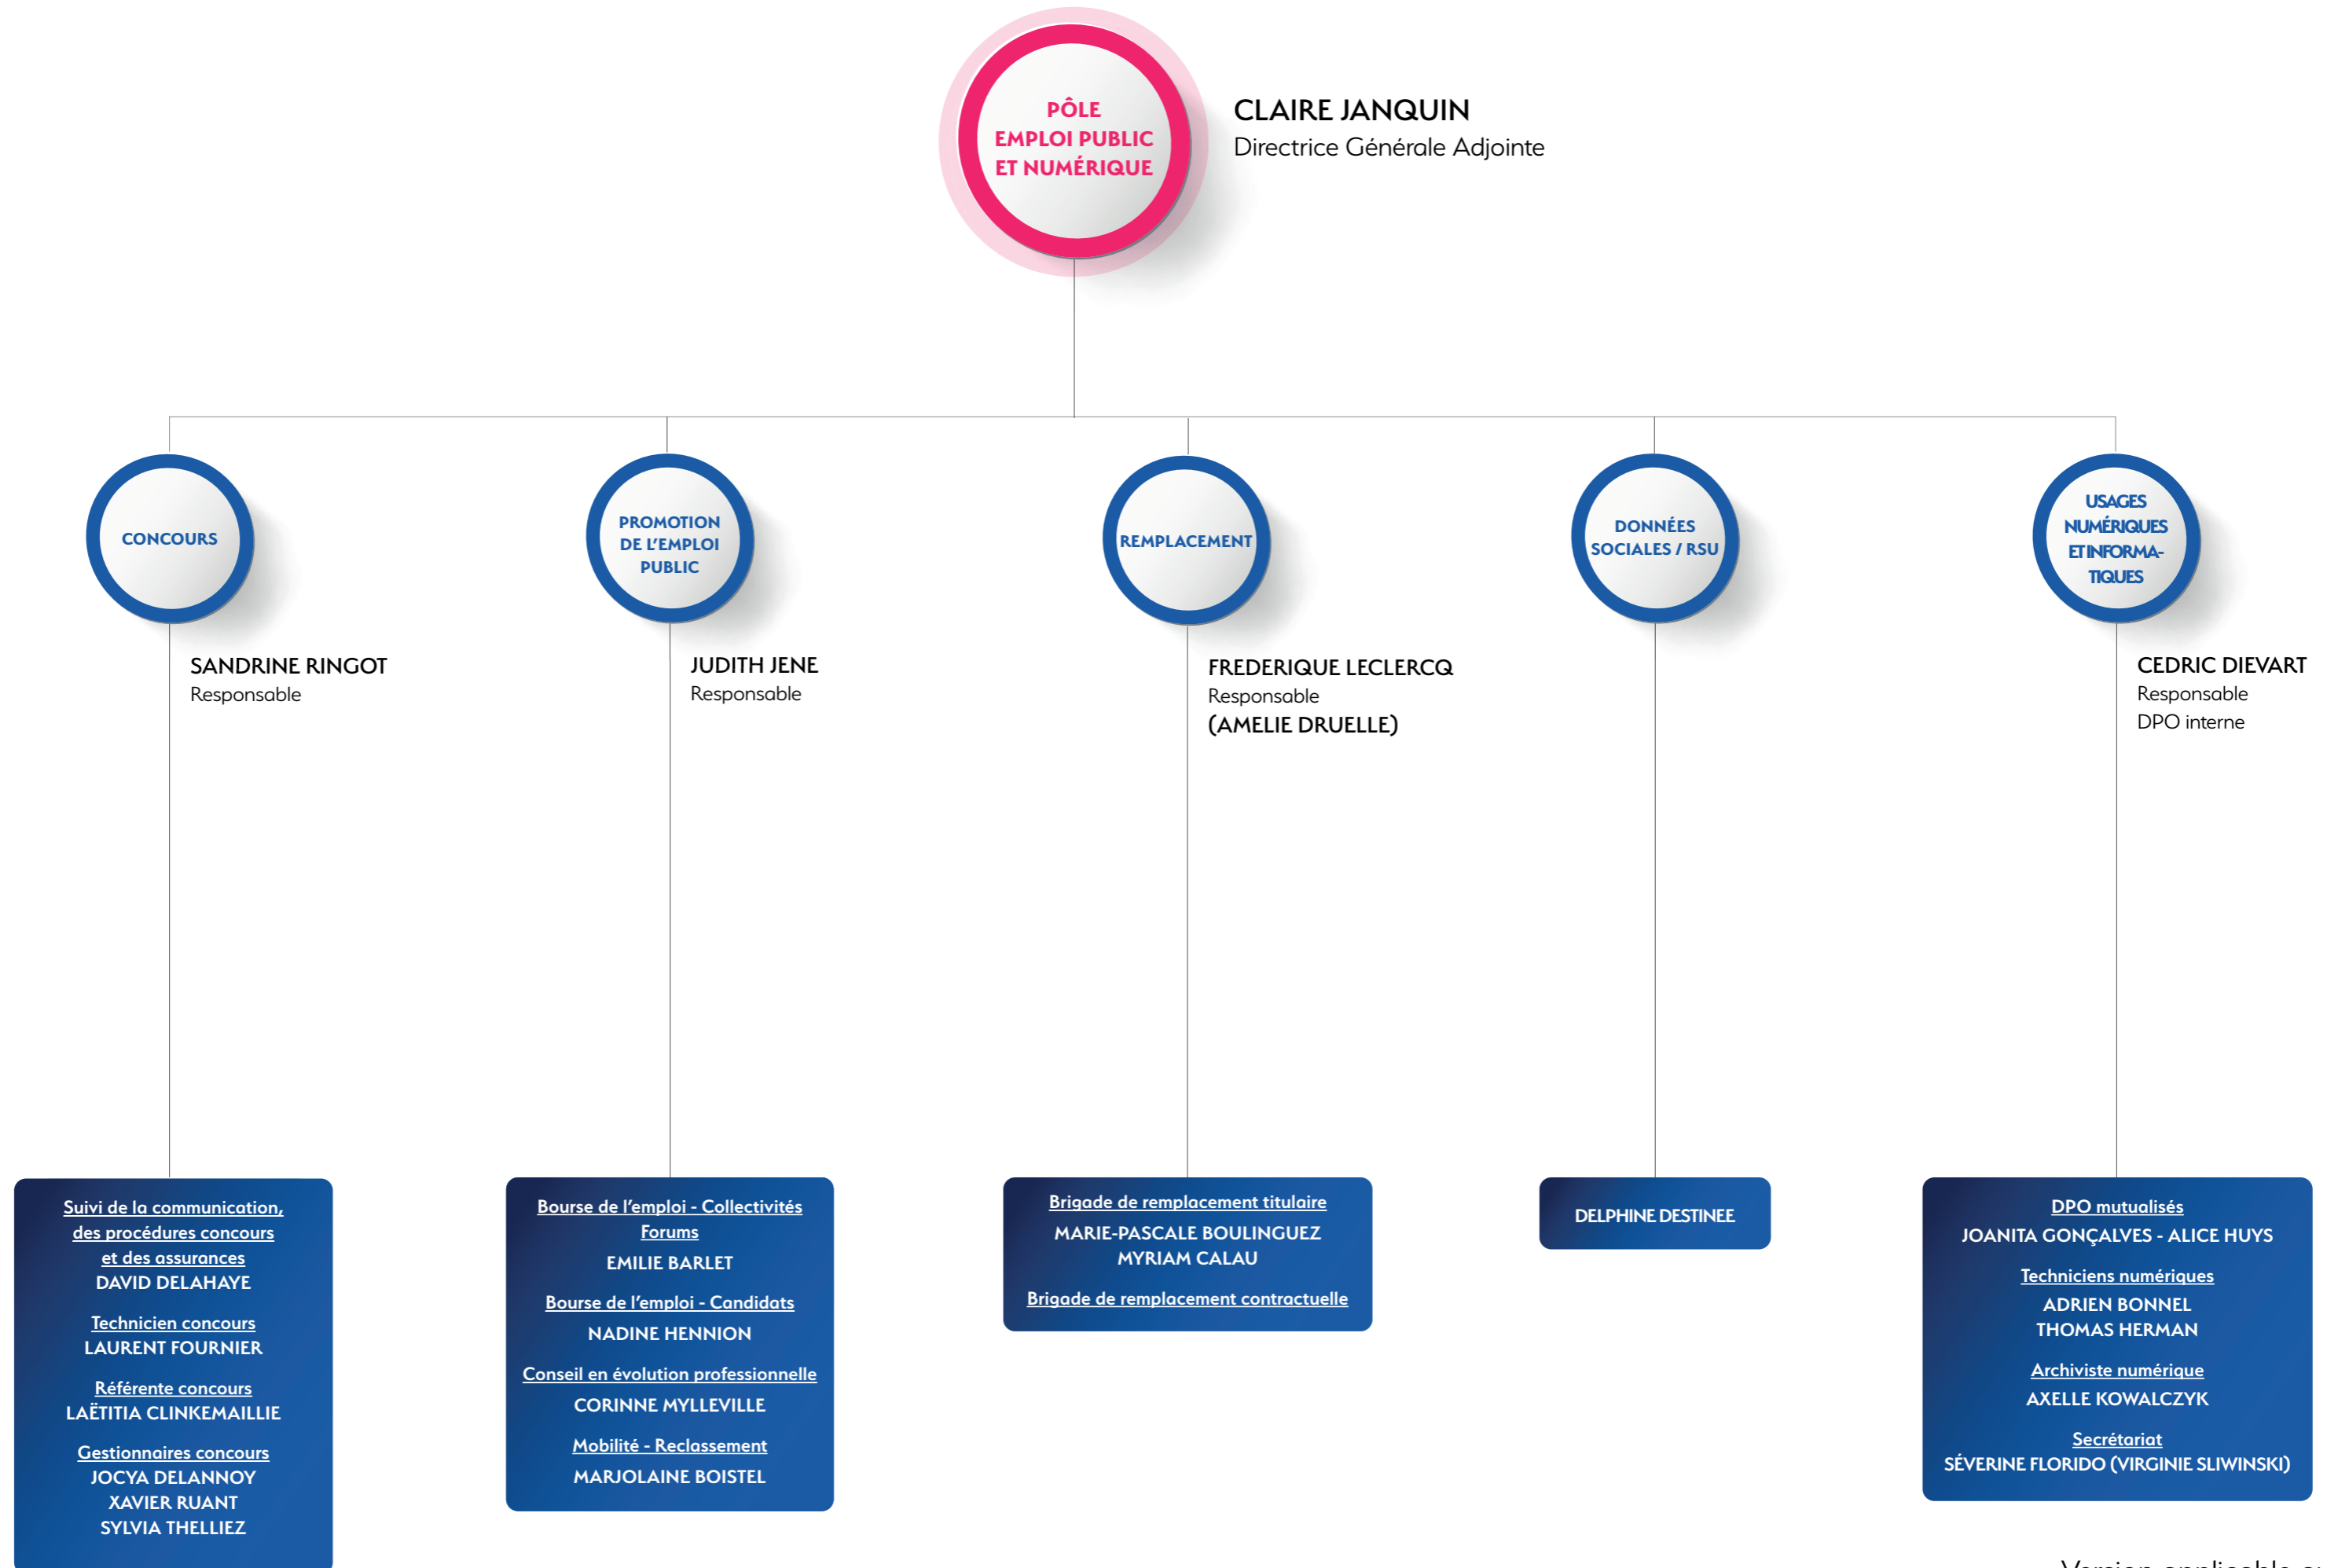 PÔLE
EMPLOI PUBLIC
ET NUMÉRIQUE
CLAIRE JANQUIN
Directrice Générale Adjointe
CONCOURS
SANDRINE RINGOT
Responsable
PROMOTION
DE L'EMPLOI
PUBLIC
JUDITH JENE
Responsable
REMPLACEMENT
FREDERIQUE LECLERCQ
Responsable
(AMELIE DRUELLE)
DONNÉES
SOCIALES / RSU
USAGES
NUMÉRIQUES
ET INFORMA-
TIQUES
CEDRIC DIEVART
Responsable
DPO interne
Suivi de la communication,
des procédures concours
et des assurances
DAVID DELAHAYE
Technicien concours
LAURENT FOURNIER
Référente concours
LAËTITIA CLINKEMAILLIE
Gestionnaires concours
JOCYA DELANNOY
XAVIER RUANT
SYLVIA THELLIEZ
Bourse de l'emploi - Collectivités
Forums
EMILIE BARLET
Bourse de l'emploi - Candidats
NADINE HENNION
Conseil en évolution professionnelle
CORINNE MYLLEVILLE
Mobilité - Reclassement
MARJOLAINE BOISTEL
Brigade de remplacement titulaire
MARIE-PASCALE BOULINGUEZ
MYRIAM CALAU
Brigade de remplacement contractuelle
DELPHINE DESTINEE
DPO mutualisés
JOANITA GONÇALVES - ALICE HUYS
Techniciens numériques
ADRIEN BONNEL
THOMAS HERMAN
Archiviste numérique
AXELLE KOWALCZYK
Secrétariat
SÉVERINE FLORIDO (VIRGINIE SLIWINSKI)
Version applicable